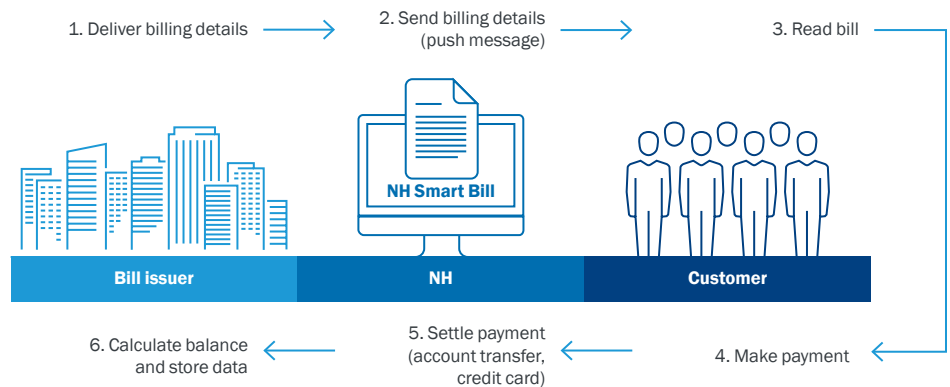 1. Deliver billing details
2. Send billing details
(push message)
3. Read bill
NH Smart Bill
Bill issuer
NH
Customer
6. Calculate balance
and store data
5. Settle payment
(account transfer,
credit card)
4. Make payment